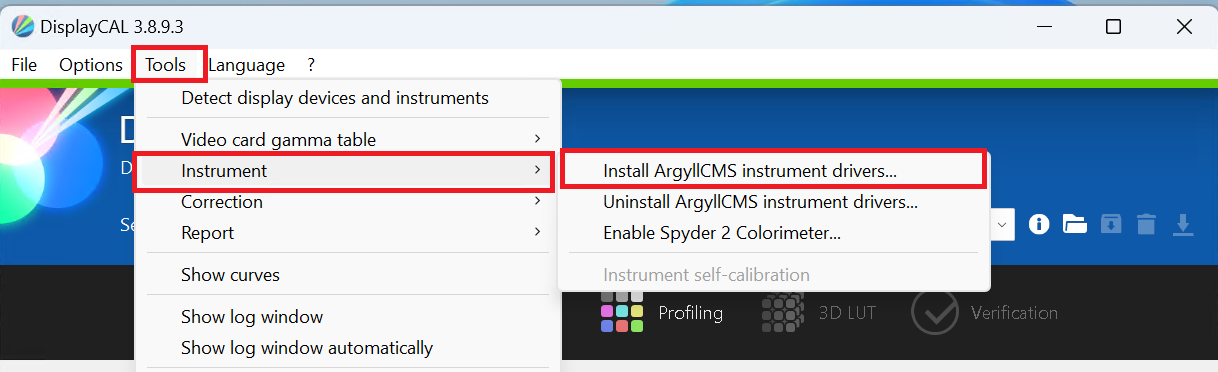 DisplayCAL 3.8.9.3
File Options Tools Language ?
Detect display devices and instruments
Video card gamma table
Instrument
Install ArgyllCMS instrument drivers...
Correction
Uninstall ArgyllCMS instrument drivers...
Report
Enable Spyder 2 Colorimeter...
Show curves
Instrument self-calibration
Show log window
Profiling
3D LUT
Verification
Show log window automatically